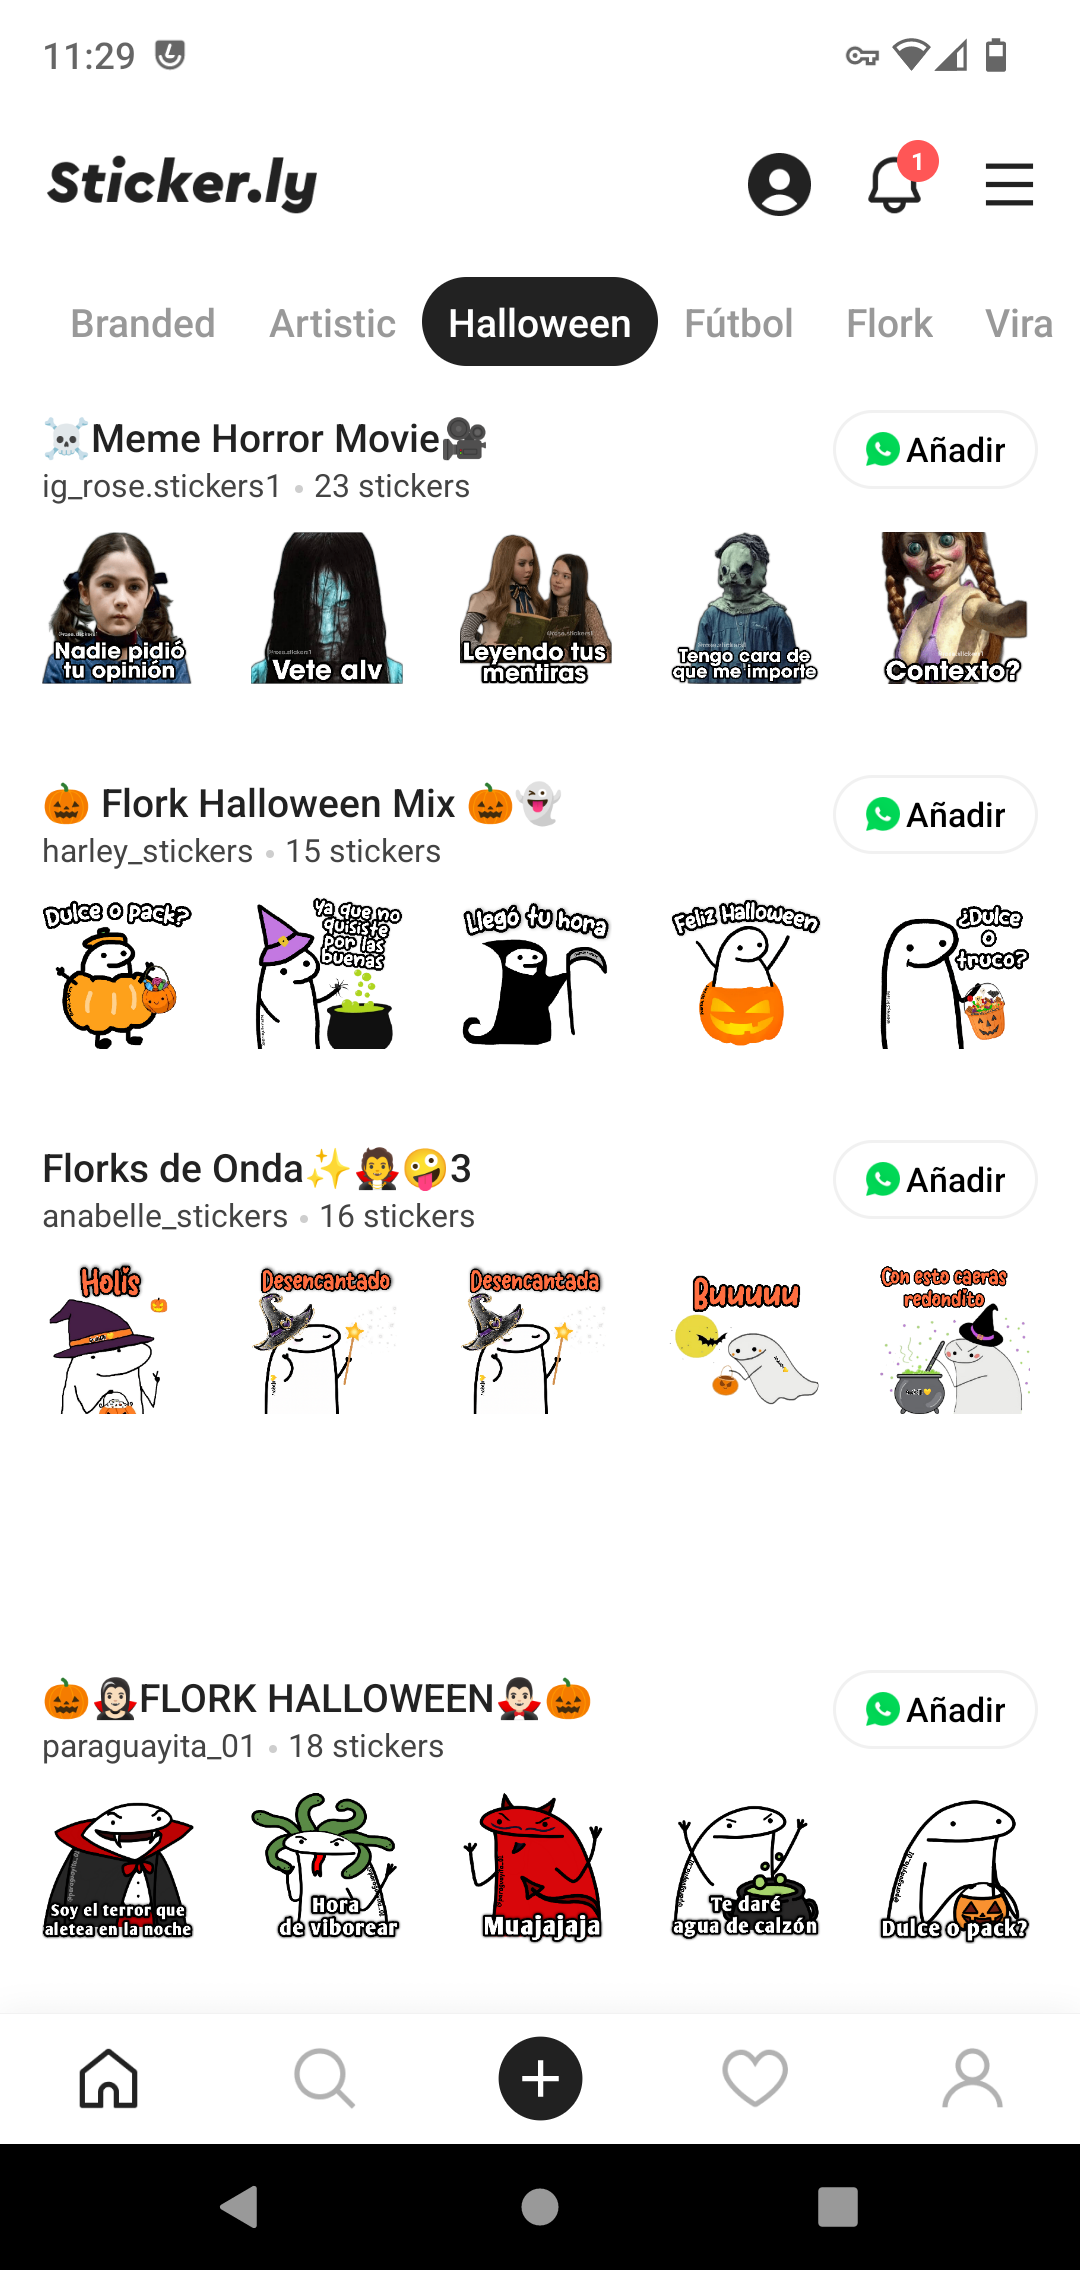 11:29
Sticker.ly
1
Branded Artistic Halloween Fútbol Flork Vira
☠️Meme Horror Movie🎥
Añadir
ig_rose.stickers1 • 23 stickers
Nadie pidió
tu opinión
Vete alv
Leyendo tus
mentiras
Tengo cara de
que me importe
Contexto?
🎃 Flork Halloween Mix 🎃👻
Añadir
harley_stickers • 15 stickers
Dulce o pack?
Ya que no
quisiste
por las
buenas
Llegó tu hora
Feliz Halloween
¿Dulce
o
truco?
Florks de Onda✨🧛🤪3
Añadir
anabelle_stickers • 16 stickers
Holis
Desencantado
Desencantada
Buuuuu
Con esto caeras
redondito
🎃🧛🏻‍♀️FLORK HALLOWEEN🧛🏻‍♂️🎃
Añadir
paraguayita_01 • 18 stickers
Soy el terror que
aletea en la noche
Hora
de viborear
Muajajaja
Te daré
agua de calzón
Dulce o pack?